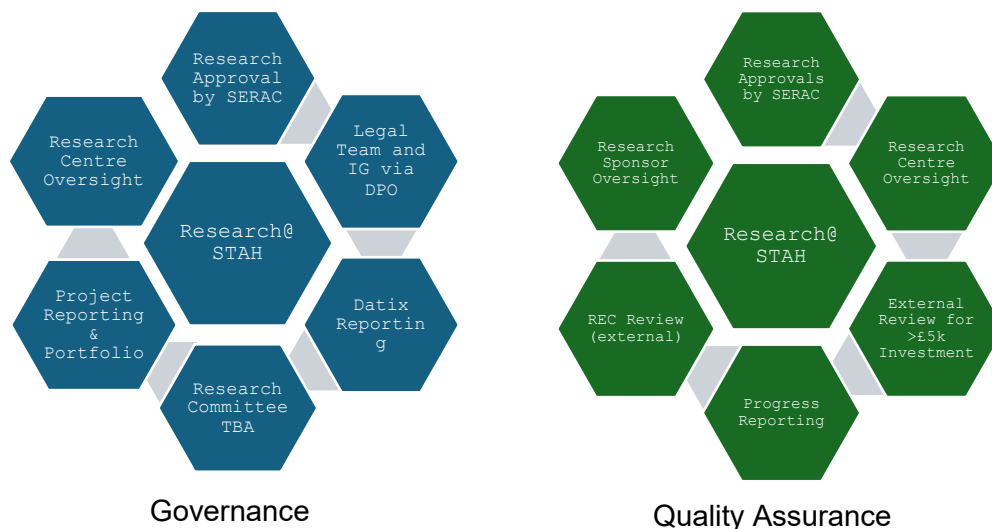 Research
Approval
by SERAC
Legal
Team and
IG via
DPO
Datix
Reportin
g
Research
Committee
TBA
Project
Reporting
&
Portfolio
Research
Centre
Oversight
Research@
STAH
Governance
Research
Approvals
by SERAC
Research
Centre
Oversight
External
Review for
>£5k
Investment
Progress
Reporting
REC Review
(external)
Research
Sponsor
Oversight
Research@
STAH
Quality Assurance